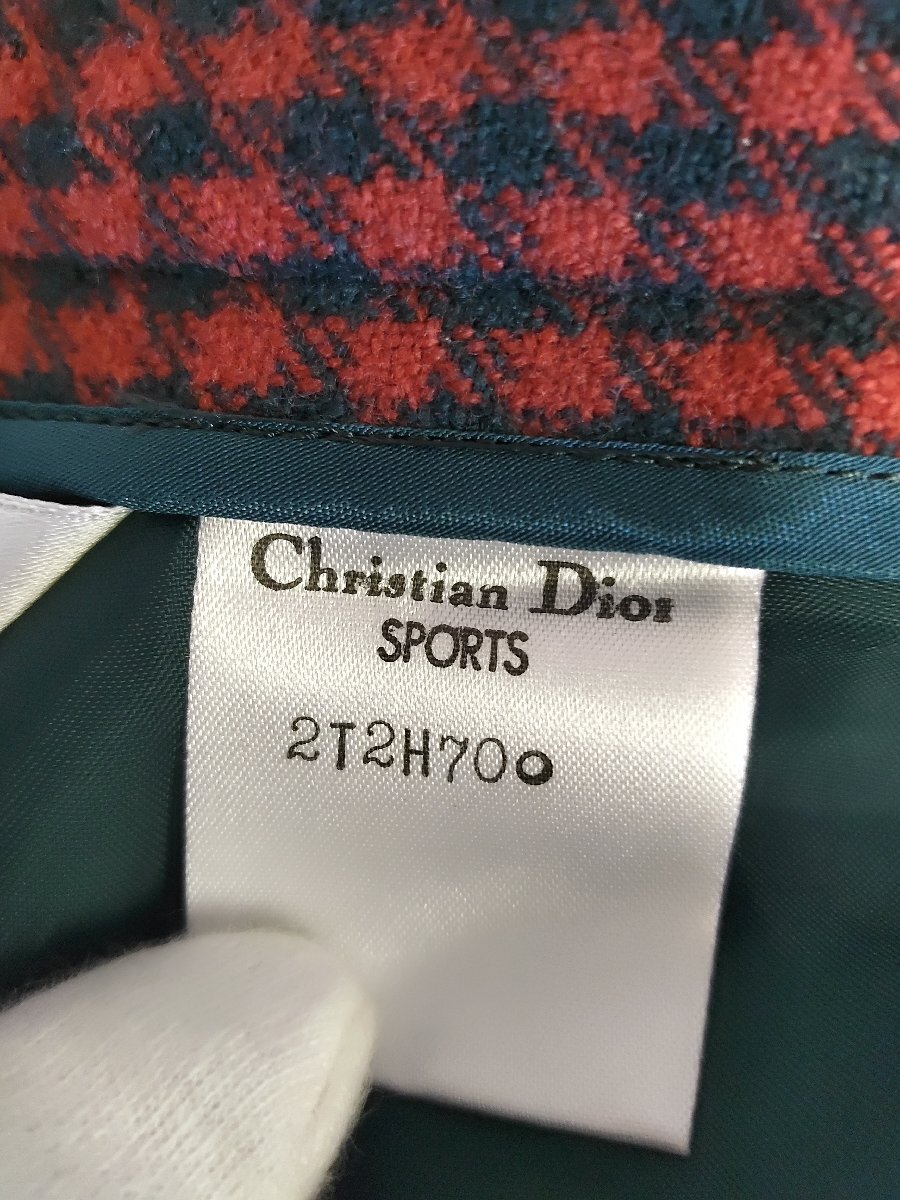 Christian Dior
SPORTS
2T2H70○